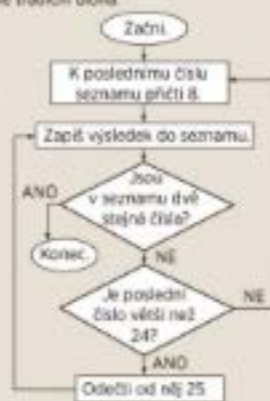 Začni.
K poslednímu číslu
seznamu přičti 8.
Zapiš výsledek do seznamu.
Jsou
v seznamu dvě
stejná čísla?
ANO
Konec.
NE
Je poslední
číslo větší než
24?
NE
ANO
Odečti od něj 25.